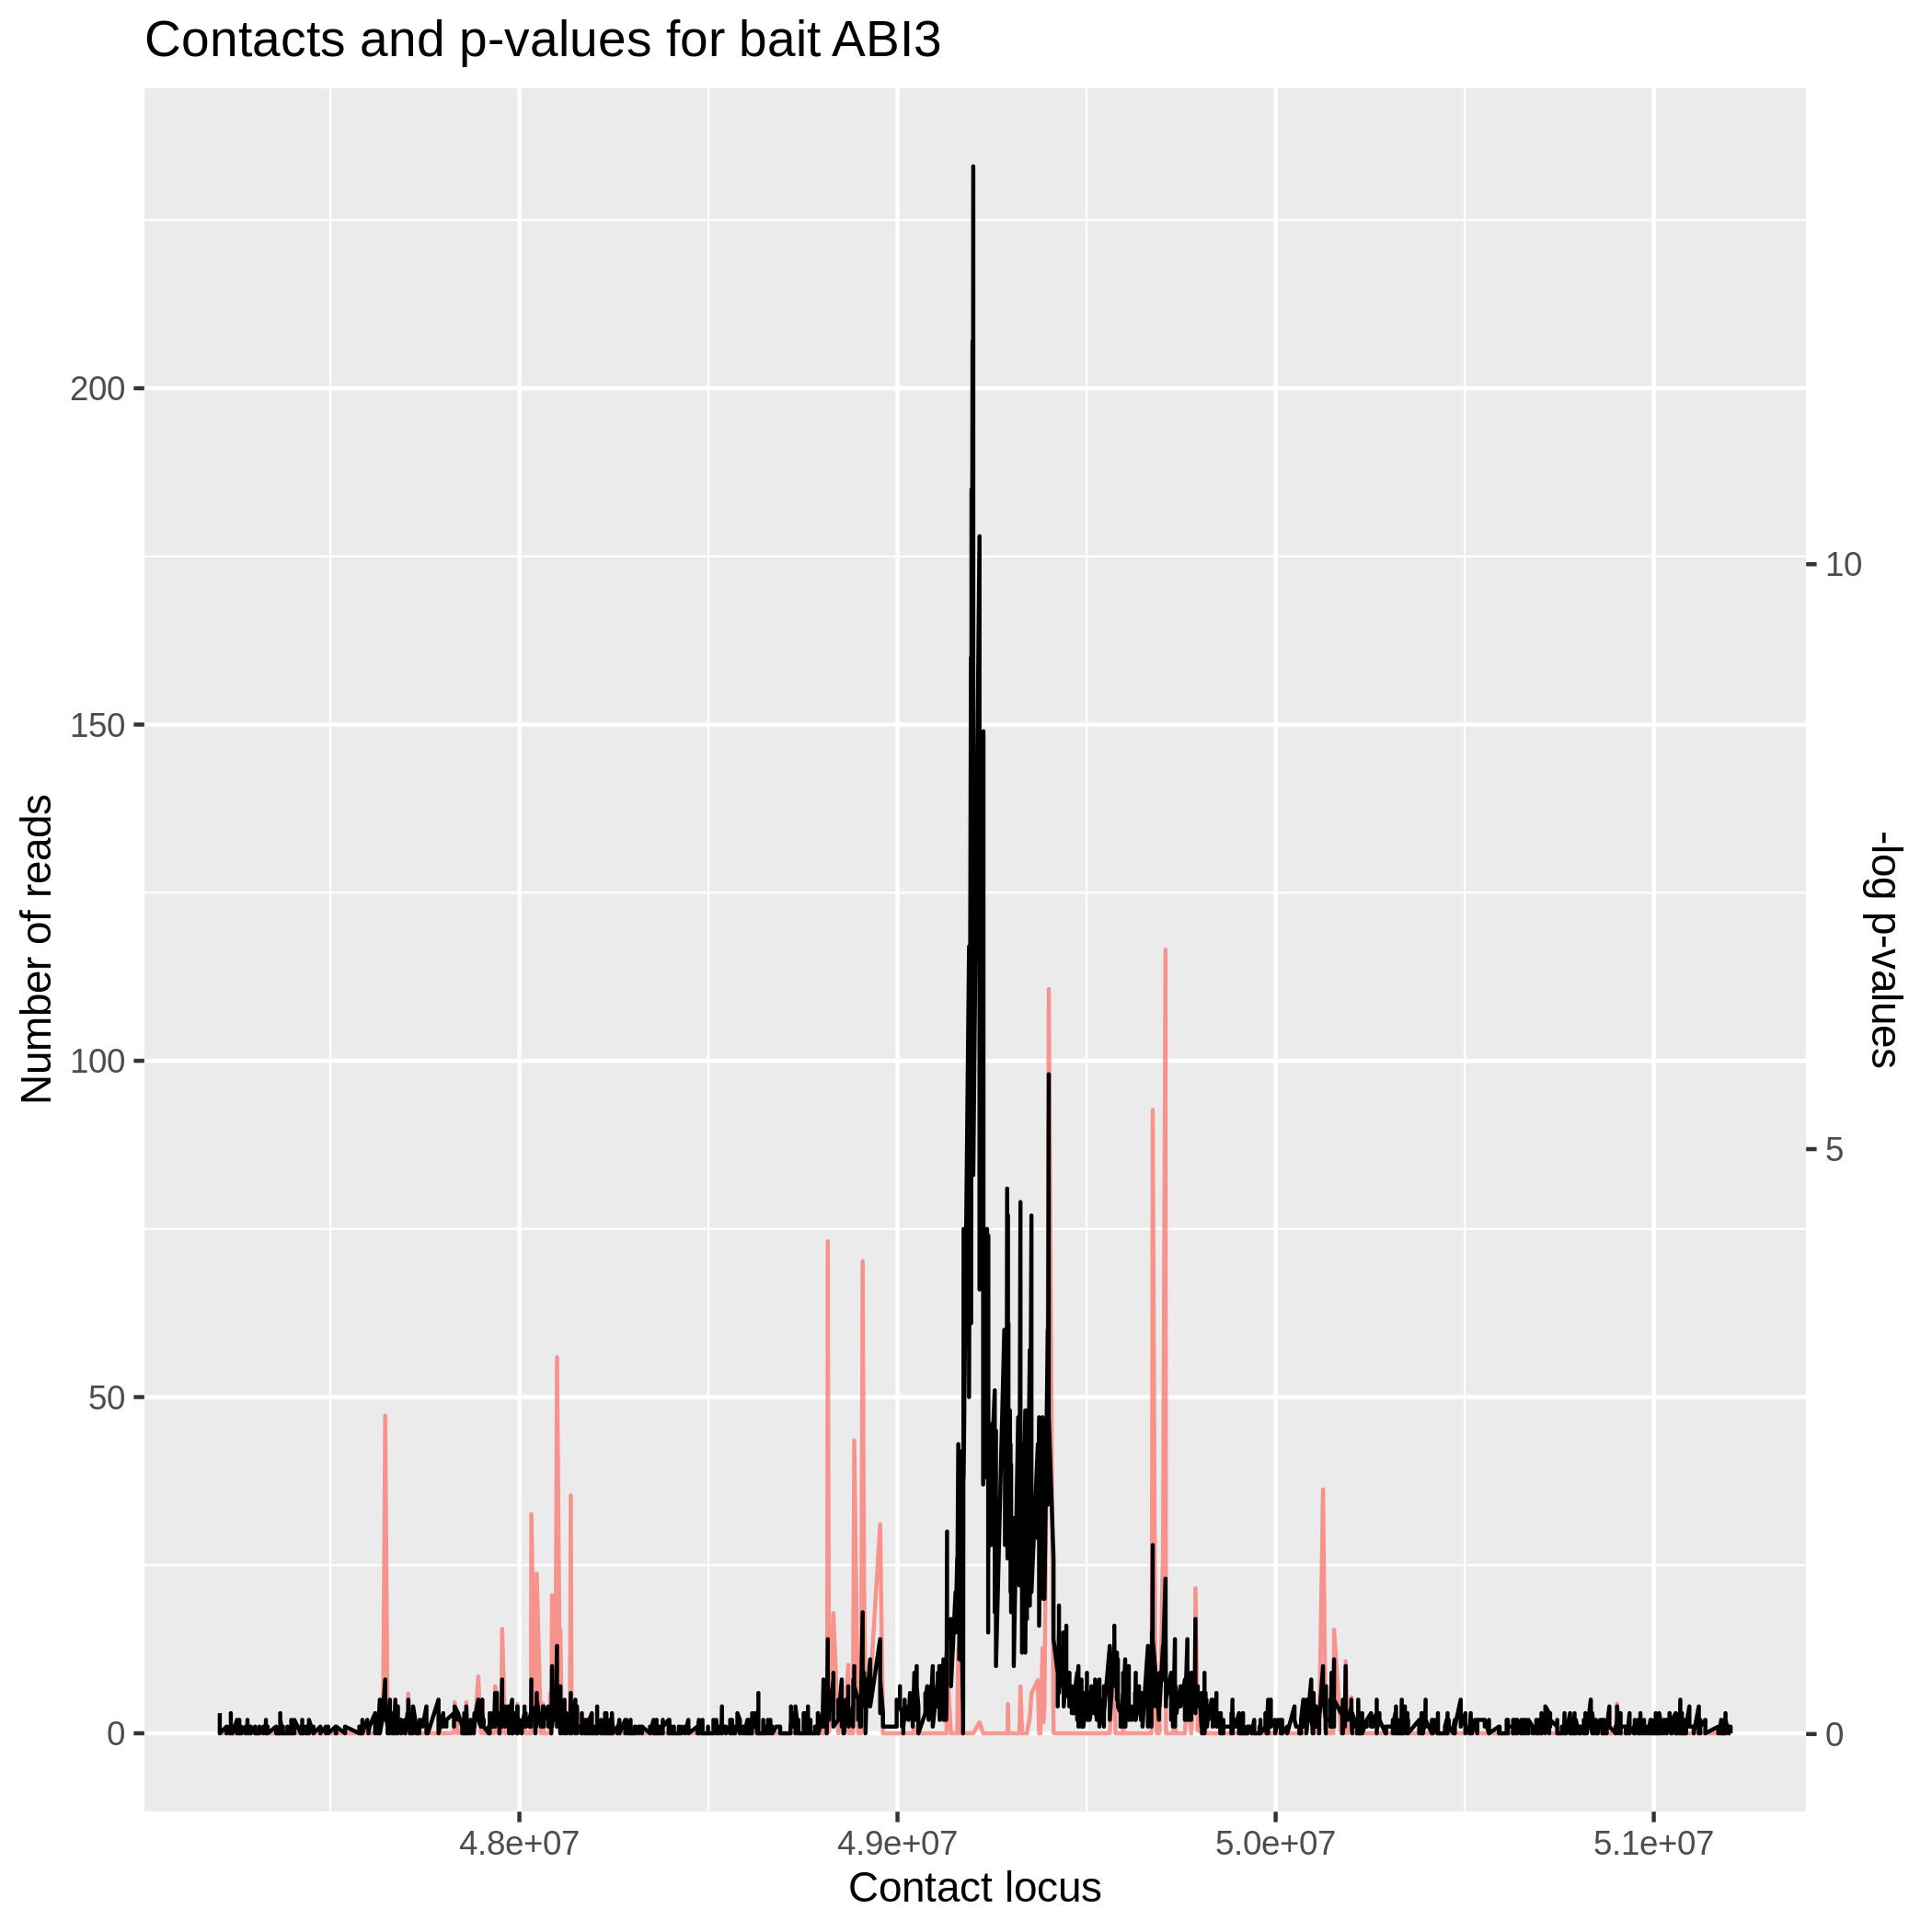 Contacts and p-values for bait ABI3
200
150
100
50
0
Number of reads
10
5
0
-log p-values
4.8e+07
4.9e+07
5.0e+07
5.1e+07
Contact locus